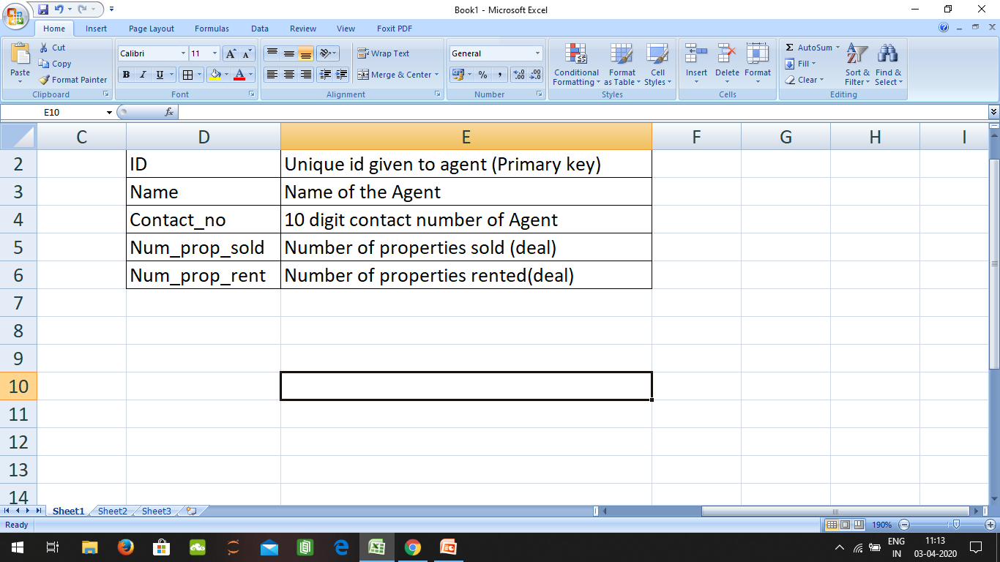 Book1 - Microsoft Excel
Home Insert Page Layout Formulas Data Review View Foxit PDF
Cut
Copy
Format Painter
Paste
Clipboard
Calibri 11
B I U
Font
Wrap Text
Merge & Center
Alignment
General
% ,
Number
Conditional Formatting
Format as Table
Cell Styles
Styles
Insert Delete Format
Cells
Σ AutoSum
Fill
Clear
Sort & Filter
Find & Select
Editing
E10 fx
C D E F G H I
2 ID Unique id given to agent (Primary key)
3 Name Name of the Agent
4 Contact_no 10 digit contact number of Agent
5 Num_prop_sold Number of properties sold (deal)
6 Num_prop_rent Number of properties rented(deal)
7
8
9
10
11
12
13
14
Sheet1 Sheet2 Sheet3
Ready 190%
ENG 11:13
IN 03-04-2020